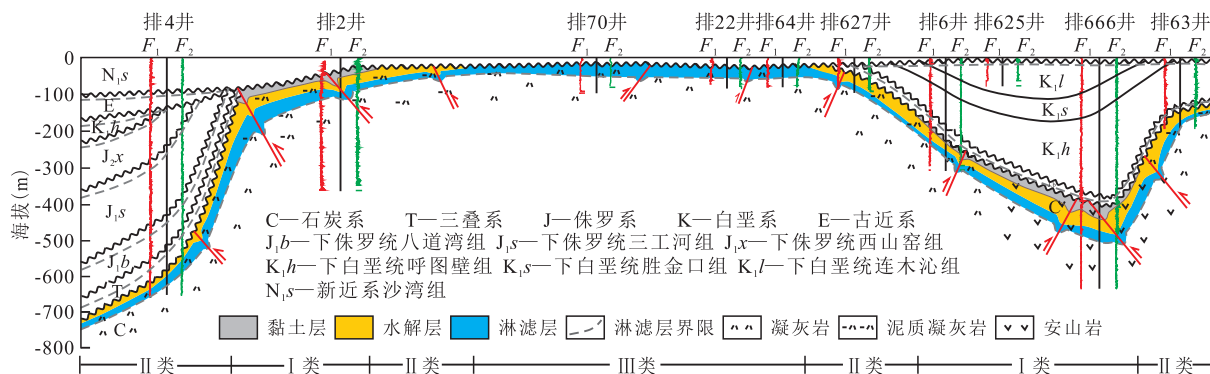 排4井 排2井 排70井 排22井 排64井 排627井 排6井 排625井 排666井 排63井
F₁ F₂ F₁ F₂ F₁ F₂ F₁ F₂ F₁ F₂ F₁ F₂ F₁ F₂ F₁ F₂ F₁ F₂ F₁ F₂
海拔(m)
0
-100
-200
-300
-400
-500
-600
-700
-800
N₁s
E
J₂x
J₁s
J₁b
T
C
K₁l
K₁s
K₁h
C
C—石炭系 T—三叠系 J—侏罗系 K—白垩系 E—古近系
J₁b—下侏罗统八道湾组 J₁s—下侏罗统三工河组 J₁x—下侏罗统西山窑组
K₁h—下白垩统呼图壁组 K₁s—下白垩统胜金口组 K₁l—下白垩统连木沁组
N₁s—新近系沙湾组
黏土层 水解层 淋滤层 淋滤层界限 凝灰岩 泥质凝灰岩 安山岩
II类 I类 II类 III类 II类 I类 II类